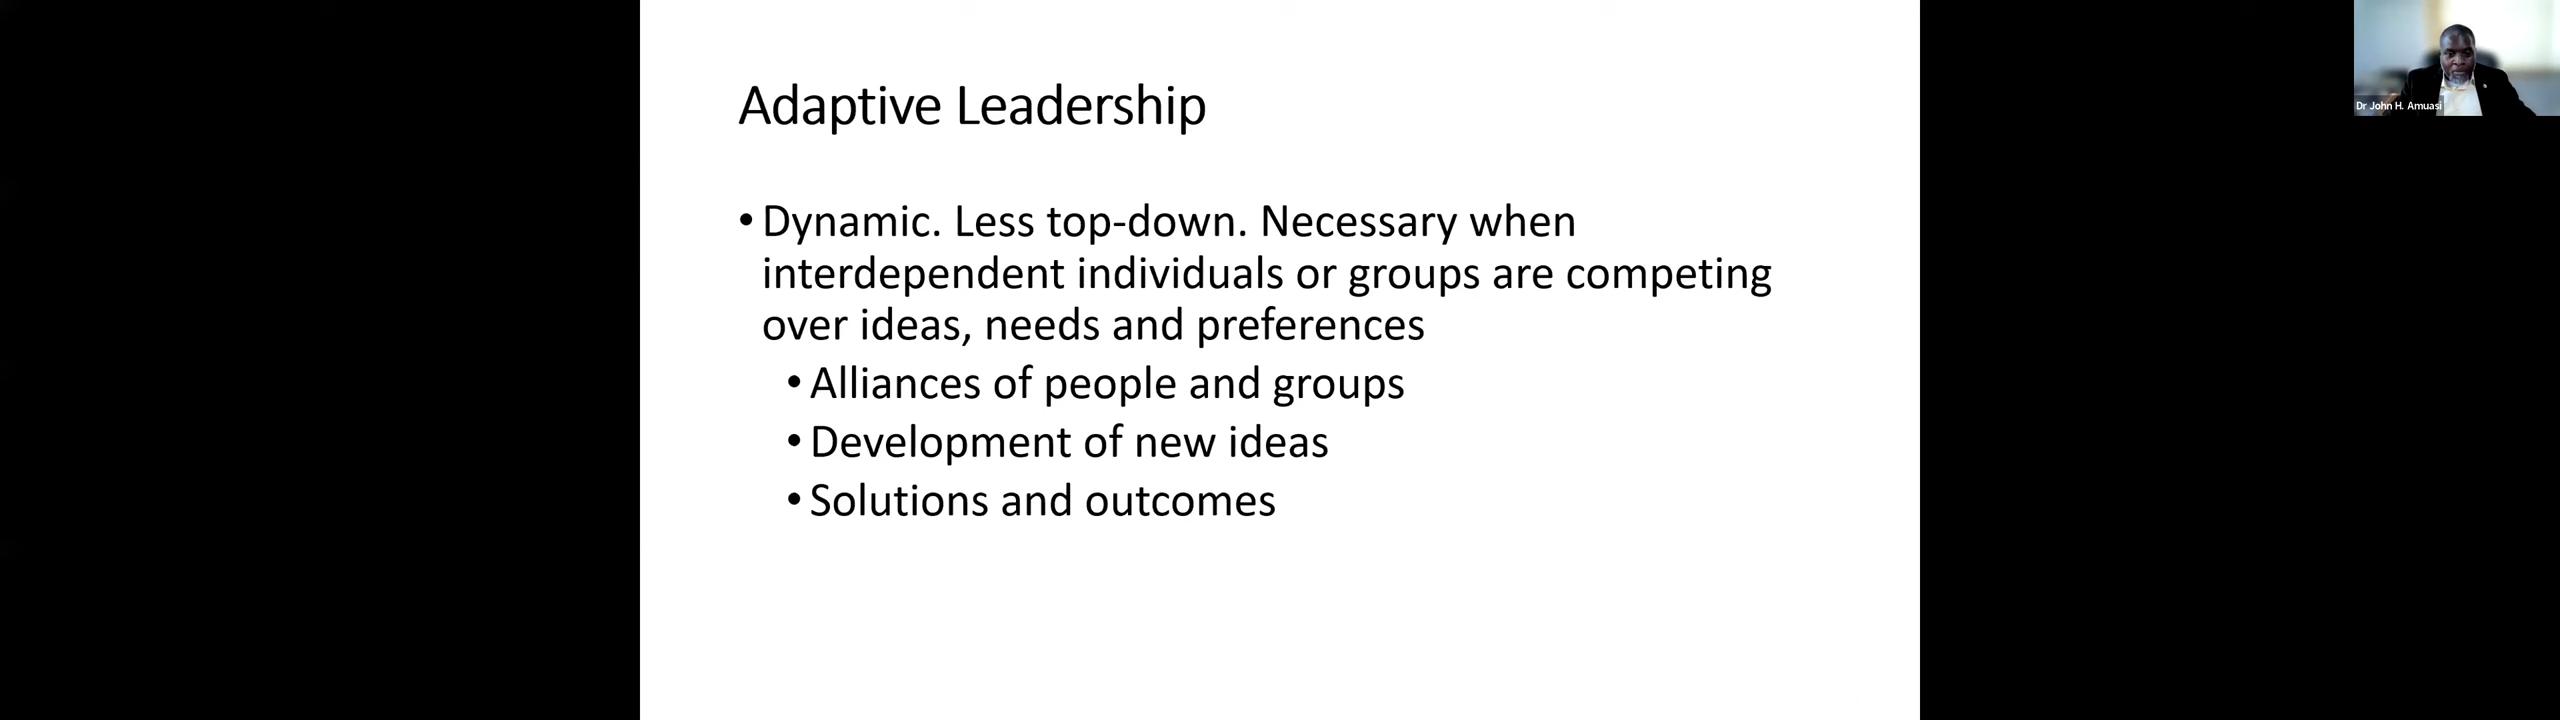 Adaptive Leadership
• Dynamic. Less top-down. Necessary when
interdependent individuals or groups are competing
over ideas, needs and preferences
• Alliances of people and groups
• Development of new ideas
• Solutions and outcomes
Dr John H. Amuasi